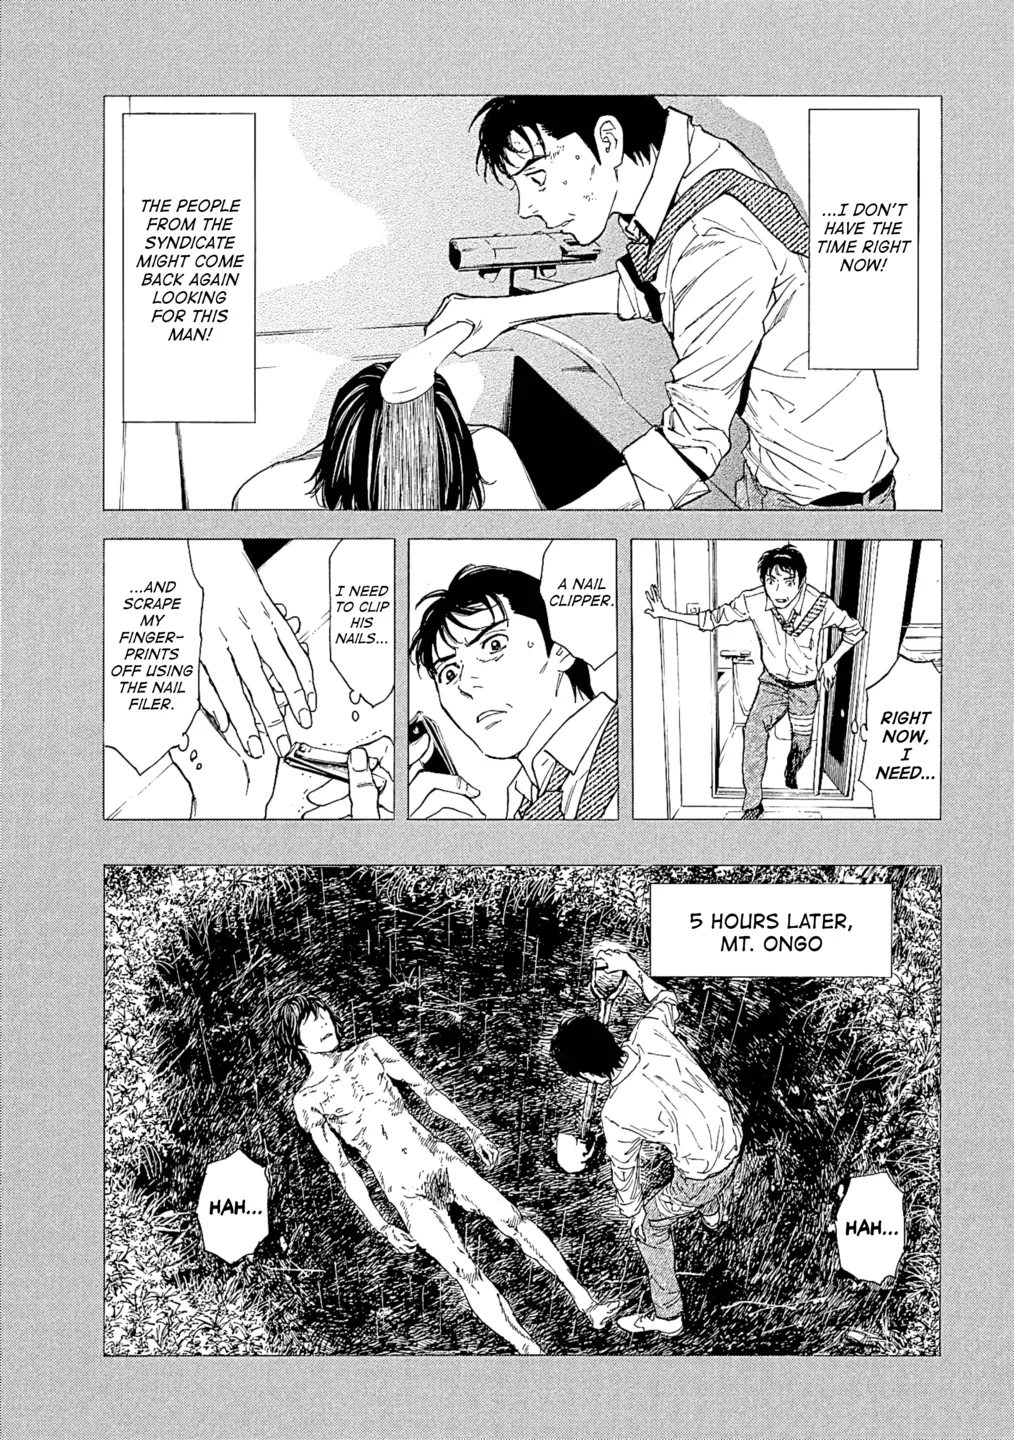 ...I DON'T
HAVE THE
TIME RIGHT
NOW!
THE PEOPLE
FROM THE
SYNDICATE
MIGHT COME
BACK AGAIN
LOOKING
FOR THIS
MAN!
RIGHT
NOW,
I
NEED...
A NAIL
CLIPPER.
I NEED
TO CLIP
HIS
NAILS...
...AND
SCRAPE
MY
FINGER-
PRINTS
OFF USING
THE NAIL
FILER.
5 HOURS LATER,
MT. ONGO
HAH...
HAH...